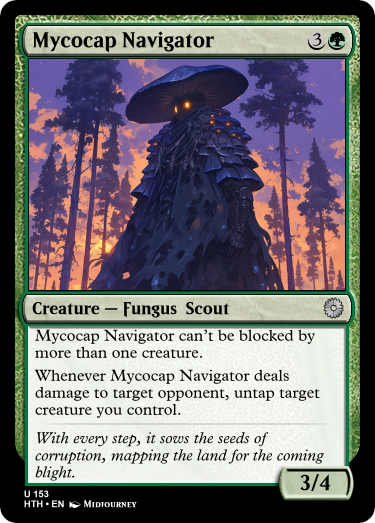 Mycocap Navigator 3
Creature — Fungus Scout
Mycocap Navigator can't be blocked by
more than one creature.
Whenever Mycocap Navigator deals
damage to target opponent, untap target
creature you control.
With every step, it sows the seeds of
corruption, mapping the land for the coming
blight.
3/4
U 153
HTH • EN Midjourney